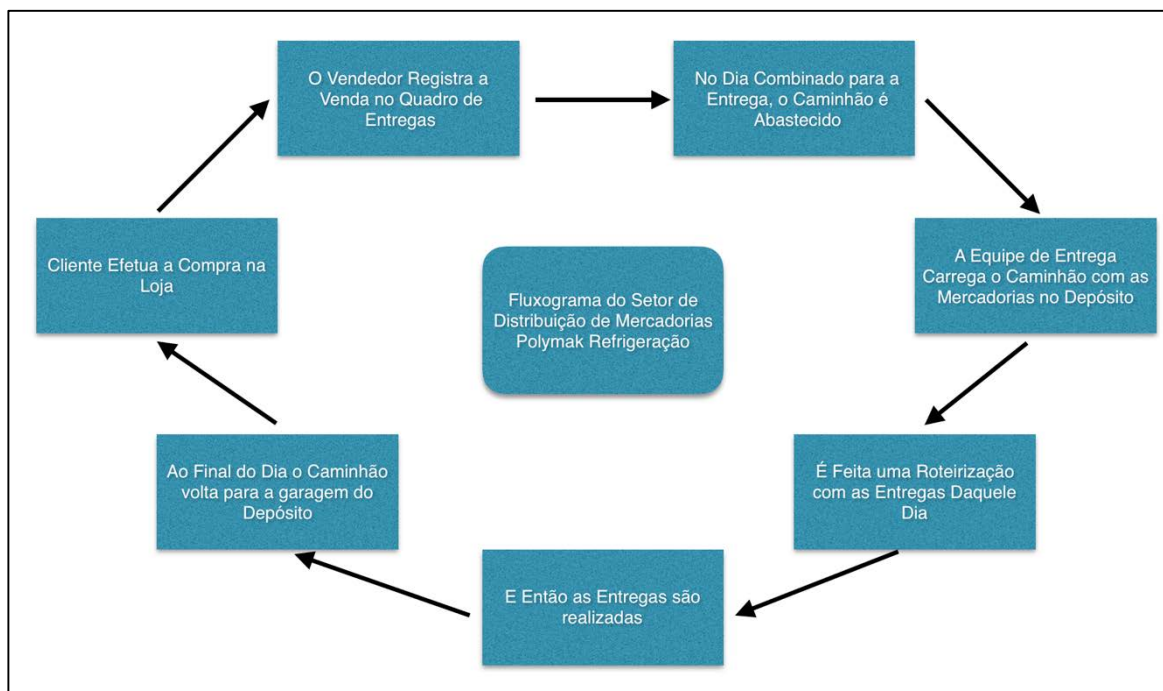 O Vendedor Registra a
Venda no Quadro de
Entregas
No Dia Combinado para a
Entrega, o Caminhão é
Abastecido
Cliente Efetua a Compra na
Loja
Fluxograma do Setor de
Distribuição de Mercadorias
Polymak Refrigeração
A Equipe de Entrega
Carrega o Caminhão com as
Mercadorias no Depósito
Ao Final do Dia o Caminhão
volta para a garagem do
Depósito
É Feita uma Roteirização
com as Entregas Daquele
Dia
E Então as Entregas são
realizadas